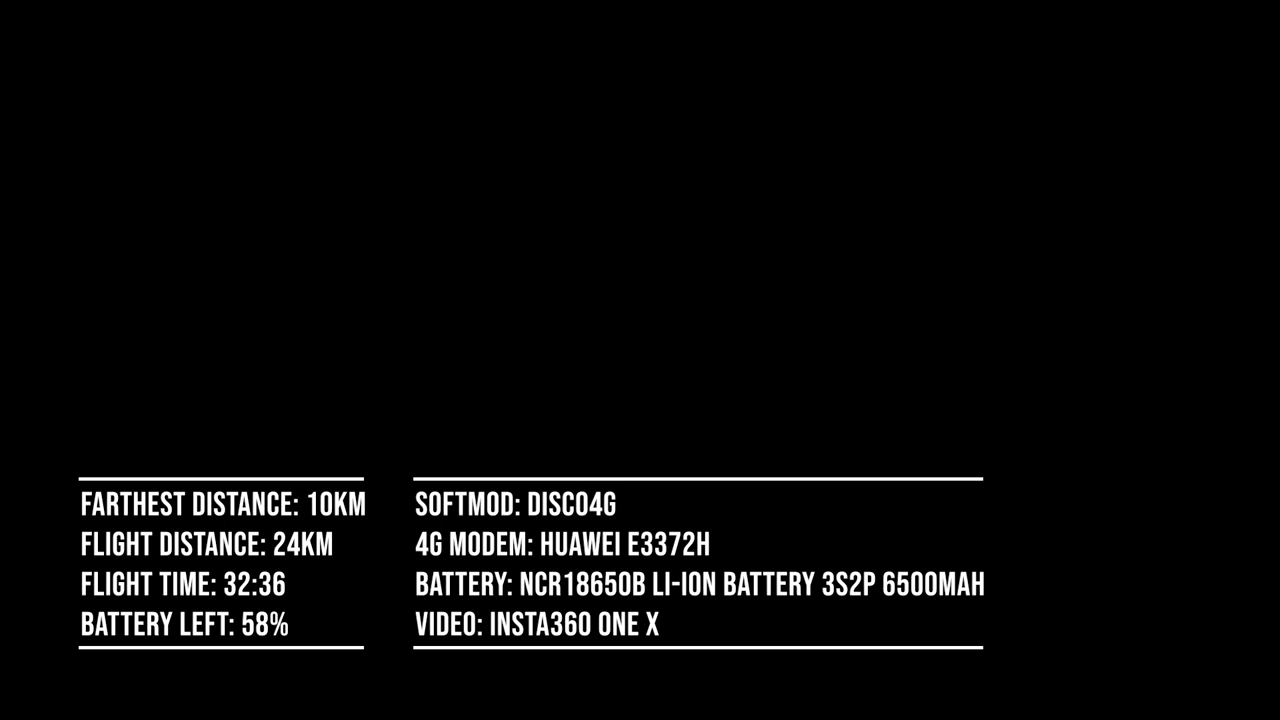 FARTHEST DISTANCE: 10KM
FLIGHT DISTANCE: 24KM
FLIGHT TIME: 32:36
BATTERY LEFT: 58%
SOFTMOD: DISCO4G
4G MODEM: HUAWEI E3372H
BATTERY: NCR18650B LI-ION BATTERY 3S2P 6500MAH
VIDEO: INSTA360 ONE X